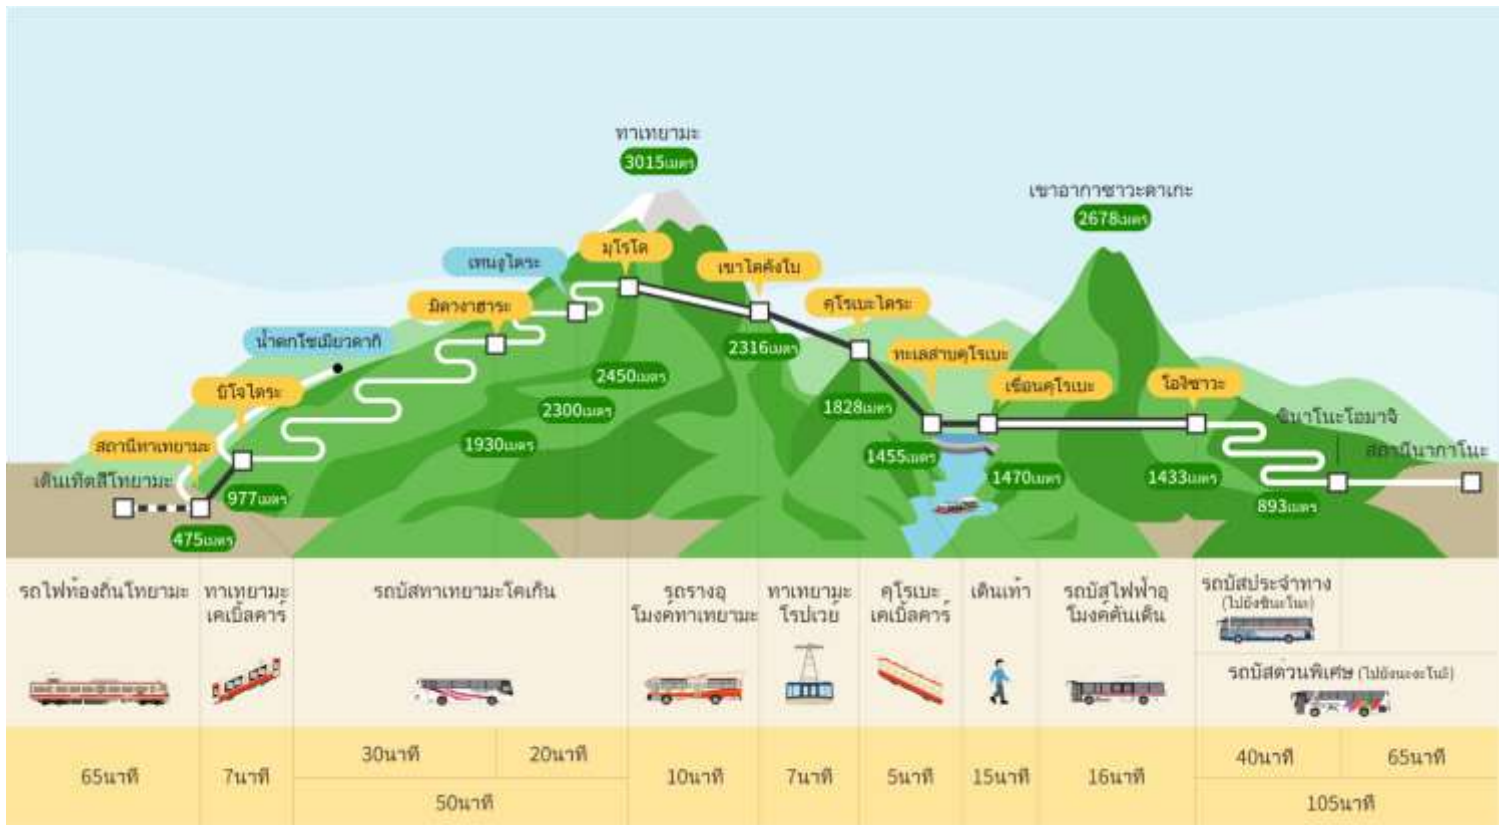 ทาเทยามะ
3015เมตร
เขาอากาซาวะดาเกะ
2678เมตร
มุโรโด
เทนงูไดระ
เขาไดคังโบ
มิดางาฮาระ
คุโรเบะไดระ
น้ำตกโชเมียวดากิ
ทะเลสาบคุโรเบะ
2316เมตร
บิโจไดระ
2450เมตร
เขื่อนคุโรเบะ
โองิซาวะ
2300เมตร
1828เมตร
ชินาโนะโอมาจิ
สถานีทาเทยามะ
1930เมตร
1455เมตร
สถานีนากาโนะ
เด็นเท็ตสึโทยามะ
977เมตร
1470เมตร
1433เมตร
893เมตร
475เมตร
รถไฟท้องถิ่นโทยามะ
ทาเทยามะ
เคเบิ้ลคาร์
รถบัสทาเทยามะโคเก็น
รถรางอุ
โมงค์ทาเทยามะ
ทาเทยามะ
โรปเวย์
คุโรเบะ
เคเบิ้ลคาร์
เดินเท้า
รถบัสไฟฟ้าอุ
โมงค์คันเด็น
รถบัสประจำทาง
(ไปยังชินะโนะ)
รถบัสด่วนพิเศษ
65นาที
7นาที
30นาที
20นาที
50นาที
10นาที
7นาที
5นาที
15นาที
16นาที
40นาที
65นาที
105นาที